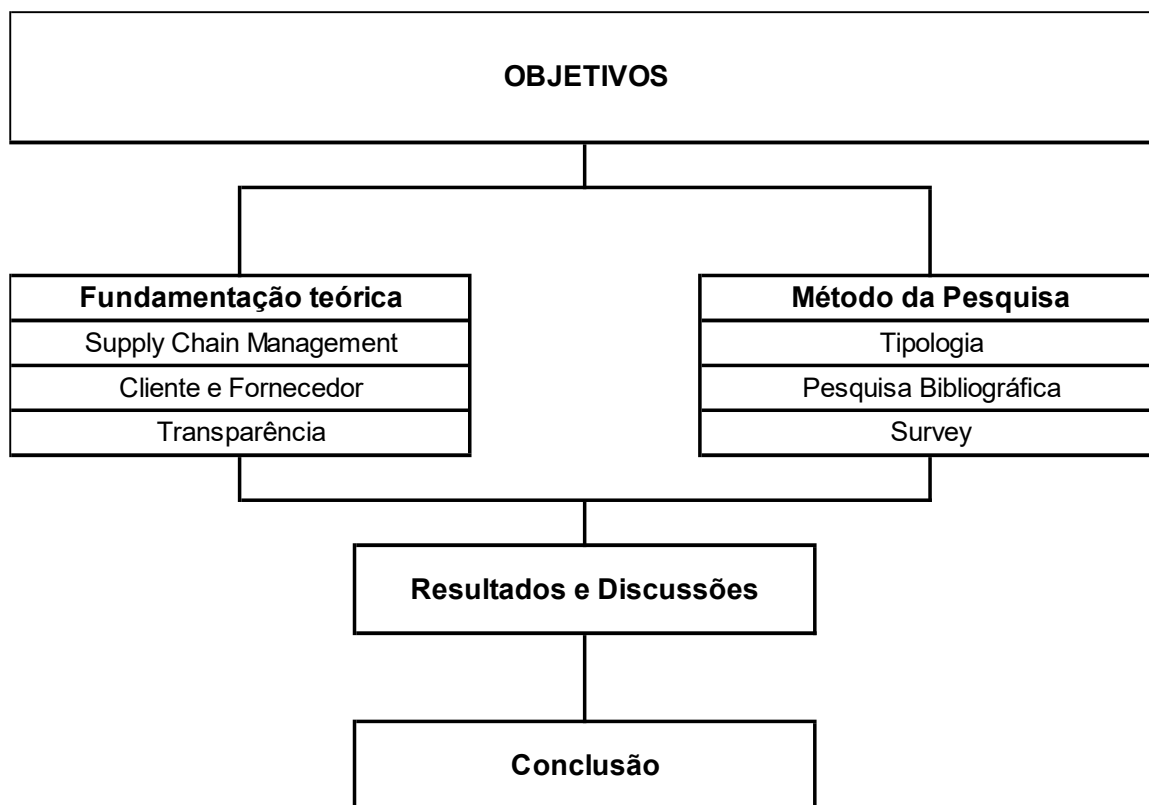 OBJETIVOS
Fundamentação teórica
Supply Chain Management
Cliente e Fornecedor
Transparência
Método da Pesquisa
Tipologia
Pesquisa Bibliográfica
Survey
Resultados e Discussões
Conclusão